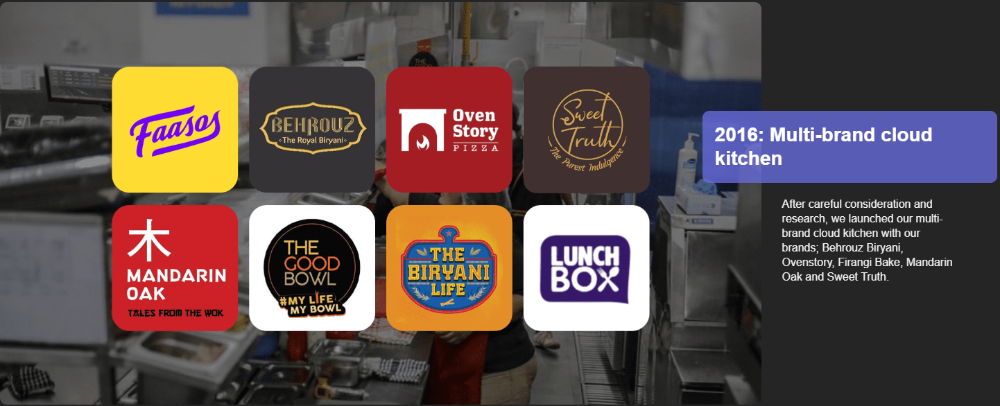 Faasos
BEHROUZ
The Royal Biryani
Oven
Story
PIZZA
Sweet
Truth
The Purest Indulgence
木
MANDARIN
OAK
TALES FROM THE WOK
THE
GOOD
BOWL
#MY LIFE
MY BOWL
THE
BIRYANI
LIFE
LUNCH
BOX
2016: Multi-brand cloud
kitchen
After careful consideration and
research, we launched our multi-
brand cloud kitchen with our
brands; Behrouz Biryani,
Ovenstory, Firangi Bake, Mandarin
Oak and Sweet Truth.